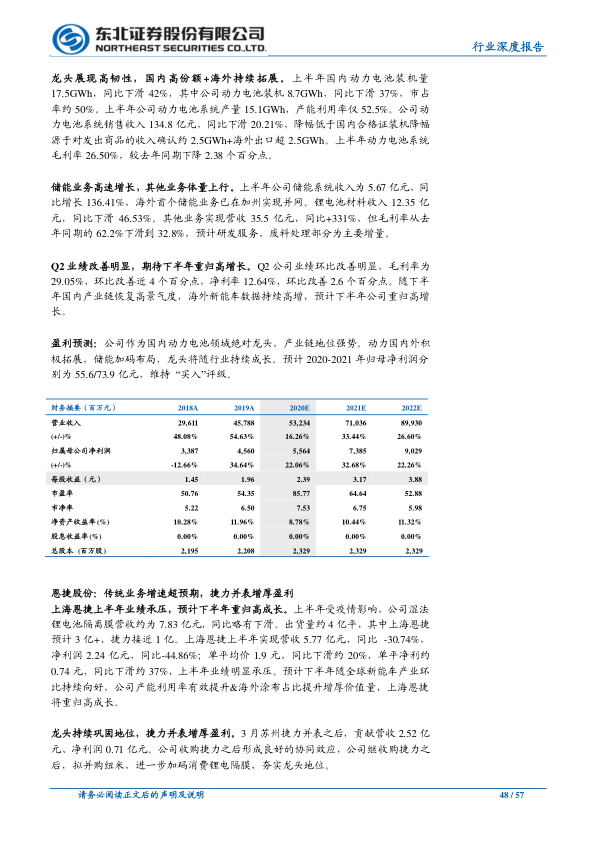 东北证券股份有限公司
NORTHEAST SECURITIES CO.,LTD.
行业深度报告
龙头展现高韧性，国内高份额+海外持续拓展。上半年国内动力电池装机量
17.5GWh，同比下滑 42%，其中公司动力电池装机 8.7GWh，同比下滑 37%，市占
率约 50%。上半年公司动力电池系统产量 15.1GWh，产能利用率仅 52.5%。公司动
力电池系统销售收入 134.8 亿元，同比下滑 20.21%，降幅低于国内合格证装机降幅
源于对发出商品的收入确认约 2.5GWh+海外出口超 2.5GWh。上半年动力电池系统
毛利率 26.50%，较去年同期下降 2.38 个百分点。
储能业务高速增长，其他业务体量上行。上半年公司储能系统收入为 5.67 亿元，同
比增长 136.41%，海外首个储能业务已在加州实现并网。锂电池材料收入 12.35 亿
元，同比下滑 46.53%。其他业务实现营收 35.5 亿元，同比+331%，但毛利率从去
年同期的 62.2%下滑到 32.8%，预计研发服务、废料处理部分为主要增量。
Q2 业绩改善明显，期待下半年重归高增长。Q2 公司业绩环比改善明显，毛利率为
29.05%，环比改善近 4 个百分点，净利率 12.64%，环比改善 2.6 个百分点。随下半
年国内产业链恢复高景气度，海外新能车数据持续高增，预计下半年公司重归高增
长。
盈利预测：公司作为国内动力电池领域绝对龙头，产业链地位强势。动力国内外积
极拓展，储能加码布局，龙头将随行业持续成长。预计 2020-2021 年归母净利润分
别为 55.6/73.9 亿元，维持 “买入”评级。
财务摘要（百万元） 2018A 2019A 2020E 2021E 2022E
营业收入 29,611 45,788 53,234 71,036 89,930
(+/-)% 48.08% 54.63% 16.26% 33.44% 26.60%
归属母公司净利润 3,387 4,560 5,564 7,385 9,029
(+/-)% -12.66% 34.64% 22.06% 32.68% 22.26%
每股收益（元） 1.45 1.96 2.39 3.17 3.88
市盈率 50.76 54.35 85.77 64.64 52.88
市净率 5.22 6.50 7.53 6.75 5.98
净资产收益率(%) 10.28% 11.96% 8.78% 10.44% 11.32%
股息收益率(%) 0.00% 0.00% 0.00% 0.00% 0.00%
总股本 (百万股) 2,195 2,208 2,329 2,329 2,329
恩捷股份：传统业务增速超预期，捷力并表增厚盈利
上海恩捷上半年业绩承压，预计下半年重归高成长。上半年受疫情影响，公司湿法
锂电池隔离膜营收约为 7.83 亿元，同比略有下滑。出货量约 4 亿平，其中上海恩捷
预计 3 亿+、捷力接近 1 亿。上海恩捷上半年实现营收 5.77 亿元，同比 -30.74%，
净利润 2.24 亿元，同比-44.86%；单平均价 1.9 元，同比下滑约 20%，单平净利约
0.74 元，同比下滑约 37%，上半年业绩明显承压。预计下半年随全球新能车产业环
比持续向好，公司产能利用率有效提升&海外涂布占比提升增厚价值量，上海恩捷
将重归高成长。
龙头持续巩固地位，捷力并表增厚盈利。3 月苏州捷力并表之后，贡献营收 2.52 亿
元、净利润 0.71 亿元。公司收购捷力之后形成良好的协同效应，公司继收购捷力之
后，拟并购纽米，进一步加码消费锂电隔膜，夯实龙头地位。
请务必阅读正文后的声明及说明
48 / 57